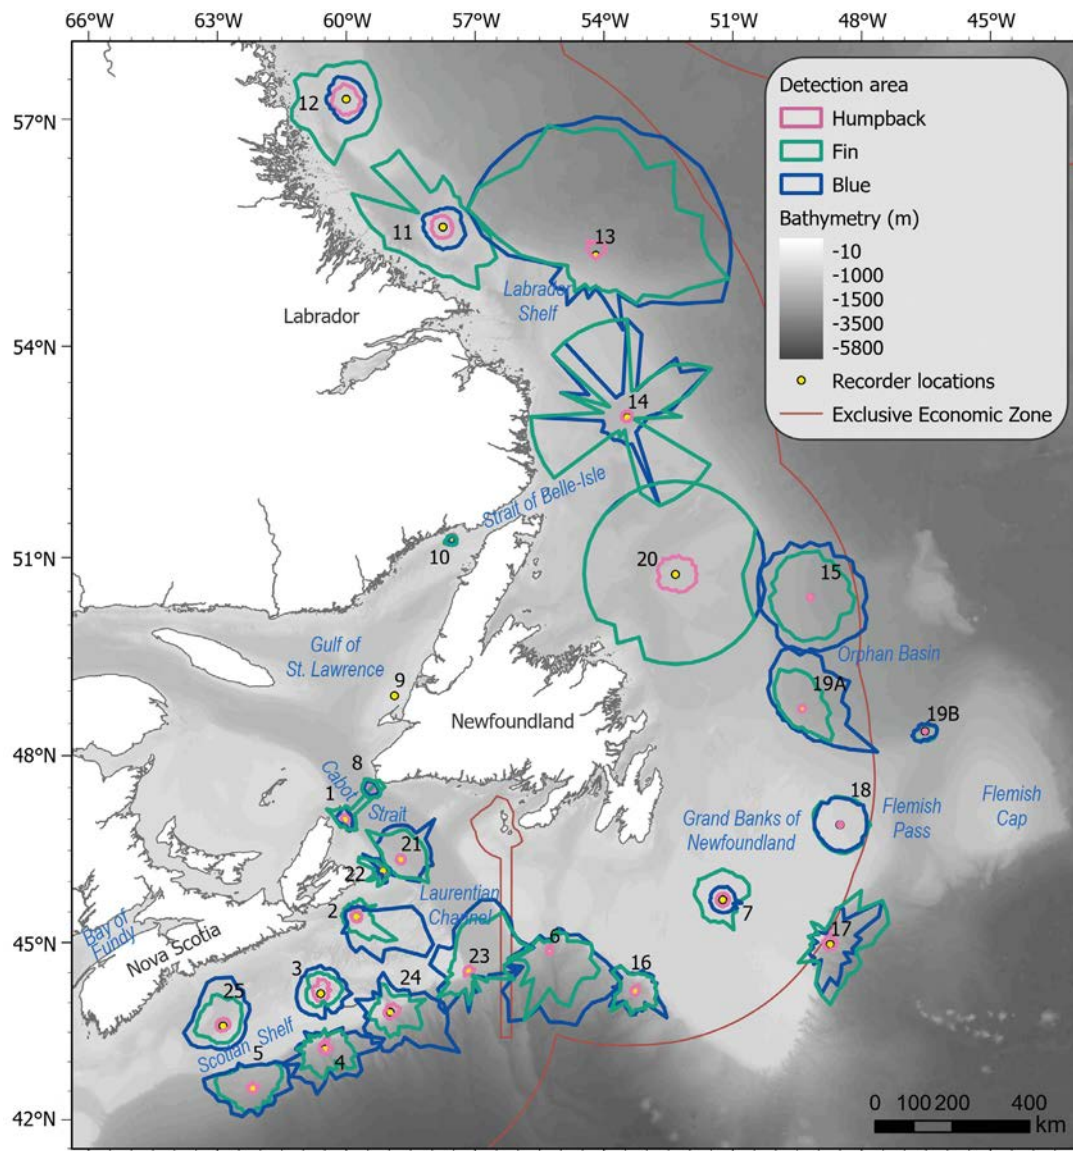 66°W 63°W 60°W 57°W 54°W 51°W 48°W 45°W
57°N
54°N
51°N
48°N
45°N
42°N
Detection area
Humpback
Fin
Blue
Bathymetry (m)
-10
-1000
-1500
-3500
-5800
Recorder locations
Exclusive Economic Zone
12
11
13
Labrador
Labrador
Shelf
14
Strait of Belle-Isle
10
20
15
Gulf of
St. Lawrence
9
Orphan Basin
19A
19B
Newfoundland
8
Cabot
Strait
1
21
22
18
Grand Banks of
Newfoundland
Flemish
Pass
Flemish
Cap
7
Laurentian
Channel
2
17
Bay of
Fundy
Nova Scotia
6
23
16
3
24
25
Scotian Shelf
5
4
0 100 200 400
km